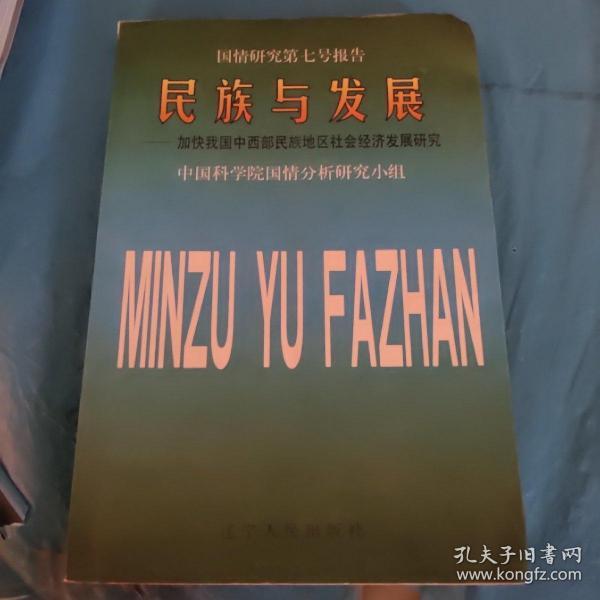 国情研究第七号报告
民族与发展
——加快我国中西部民族地区社会经济发展研究
中国科学院国情分析研究小组
MINZU YU FAZHAN
辽宁人民出版社
孔夫子旧书网
www.kongfz.com